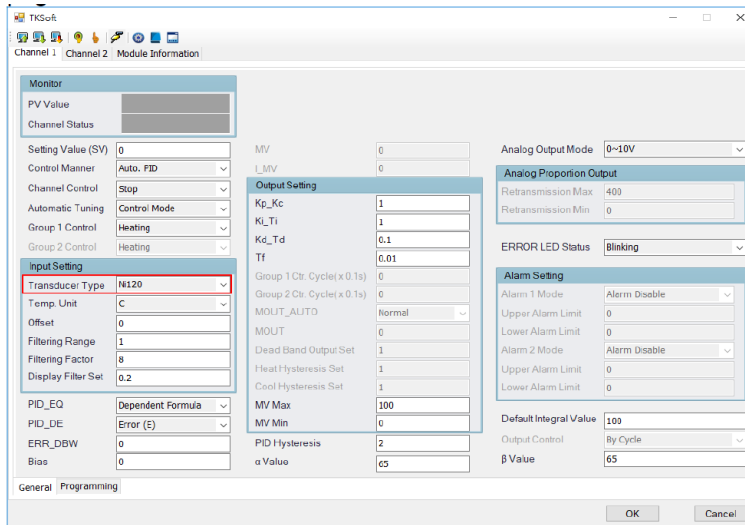 TKSoft
Channel 1 Channel 2 Module Information
Monitor
PV Value
Channel Status
Setting Value (SV) 0
Control Manner Auto. PID
Channel Control Stop
Automatic Tuning Control Mode
Group 1 Control Heating
Group 2 Control Heating
Input Setting
Transducer Type Ni120
Temp. Unit C
Offset 0
Filtering Range 1
Filtering Factor 8
Display Filter Set 0.2
PID_EQ Dependent Formula
PID_DE Error (E)
ERR_DBW 0
Bias 0
MV 0
I_MV 0
Output Setting
Kp_Kc 1
Ki_Ti 1
Kd_Td 0.1
Tf 0.01
Group 1 Ctr. Cycle( x 0.1s) 0
Group 2 Ctr. Cycle( x 0.1s) 0
MOUT_AUTO Normal
MOUT 0
Dead Band Output Set 1
Heat Hysteresis Set 1
Cool Hysteresis Set 1
MV Max 100
MV Min 0
PID Hysteresis 2
α Value 65
Analog Output Mode 0~10V
Analog Proportion Output
Retransmission Max 400
Retransmission Min 0
ERROR LED Status Blinking
Alarm Setting
Alarm 1 Mode Alarm Disable
Upper Alarm Limit 0
Lower Alarm Limit 0
Alarm 2 Mode Alarm Disable
Upper Alarm Limit 0
Lower Alarm Limit 0
Default Integral Value 100
Output Control By Cycle
β Value 65
General Programming
OK Cancel